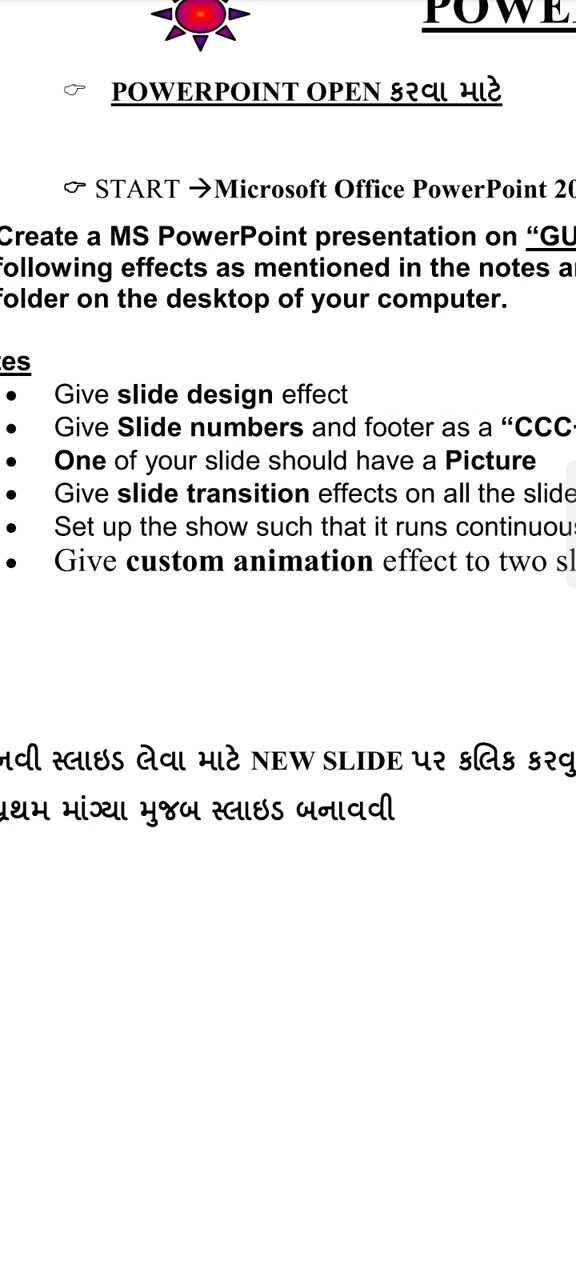 POWE
☞ POWERPOINT OPEN કરવા માટે
☞ START →Microsoft Office PowerPoint 20
Create a MS PowerPoint presentation on “GU
following effects as mentioned in the notes a
folder on the desktop of your computer.
tes
• Give slide design effect
• Give Slide numbers and footer as a “CCC-
• One of your slide should have a Picture
• Give slide transition effects on all the slide
• Set up the show such that it runs continuous
• Give custom animation effect to two sl
નવી સ્લાઇડ લેવા માટે NEW SLIDE પર કલિક કરવુ
પ્રથમ માંગ્યા મુજબ સ્લાઇડ બનાવવી